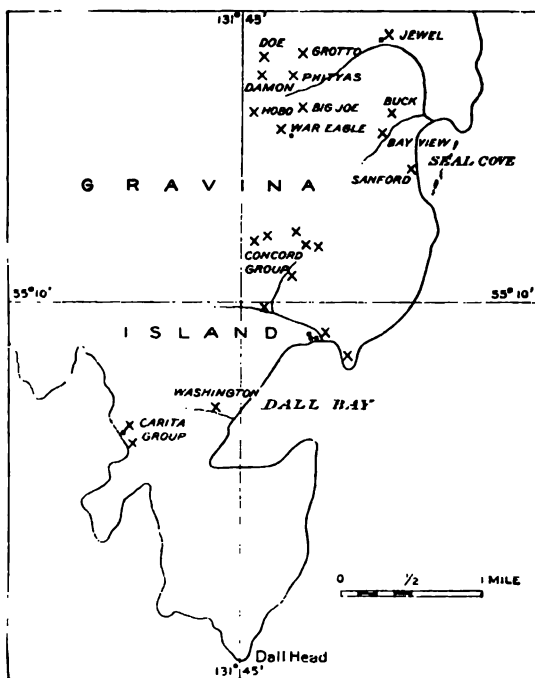 131° 45'
DOE
GROTTO
JEWEL
DAMON
PHITYAS
HOBO
BIG JOE
BUCK
WAR EAGLE
BAY VIEW
SEAL COVE
SANFORD
GRAVINA
CONCORD
GROUP
55° 10'
55° 10'
ISLAND
WASHINGTON
DALL BAY
CARITA
GROUP
0 1/2 1 MILE
Dall Head
131° 45'